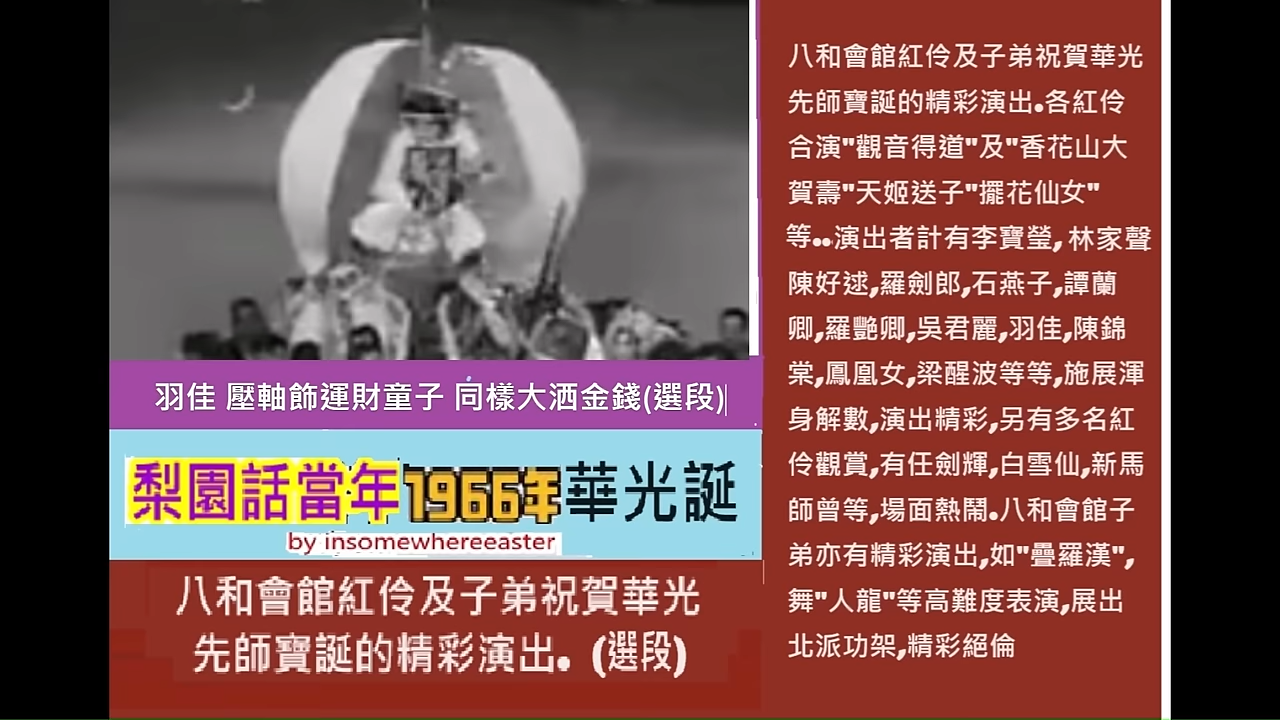 羽佳 壓軸飾運財童子 同樣大洒金錢(選段)
梨園話當年1966年華光誕
by insomewhereeaster
八和會館紅伶及子弟祝賀華光
先師寶誕的精彩演出. (選段)
八和會館紅伶及子弟祝賀華光
先師寶誕的精彩演出.各紅伶
合演"觀音得道"及"香花山大
賀壽"天姬送子"擺花仙女"
等..演出者計有李寶瑩,林家聲
陳好逑,羅劍郎,石燕子,譚蘭
卿,羅艷卿,吳君麗,羽佳,陳錦
棠,鳳凰女,梁醒波等等,施展渾
身解數,演出精彩,另有多名紅
伶觀賞,有任劍輝,白雪仙,新馬
師曾等,場面熱鬧.八和會館子
弟亦有精彩演出,如"疊羅漢",
舞"人龍"等高難度表演,展出
北派功架,精彩絕倫